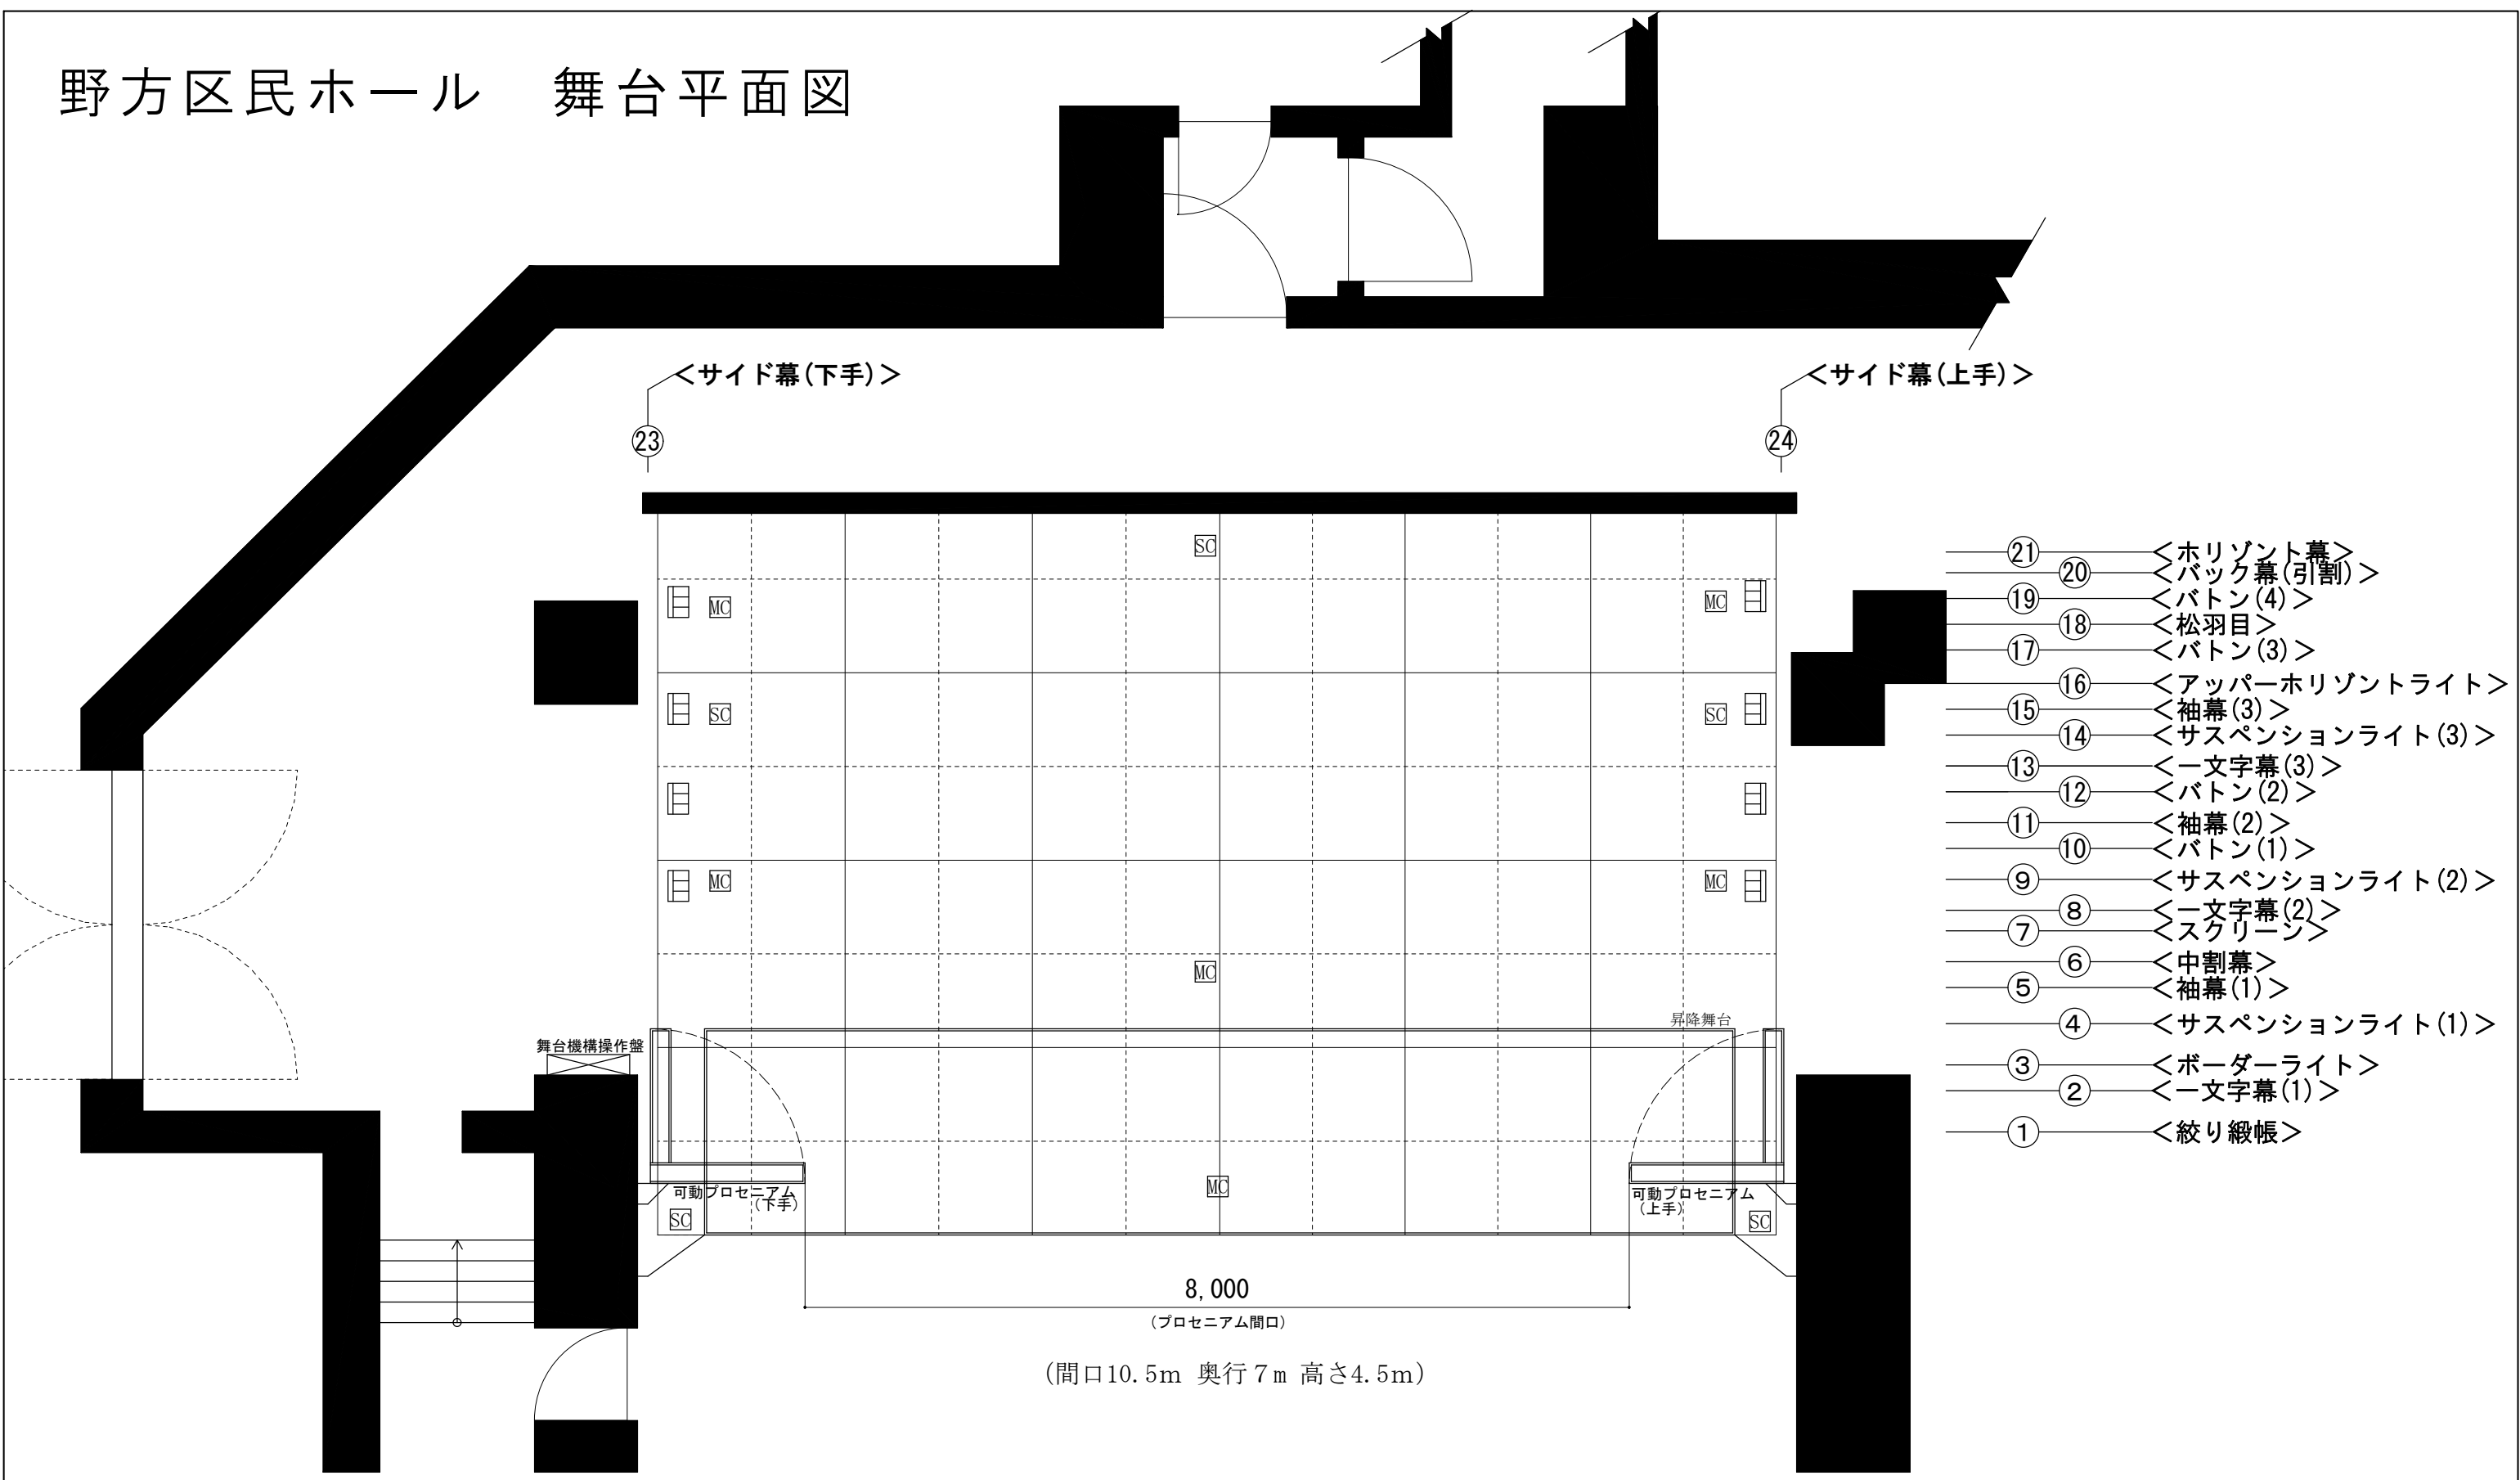 野方区民ホール　舞台平面図
＜サイド幕(下手)＞
＜サイド幕(上手)＞
23
24
SC
21 ＜ホリゾント幕＞
20 ＜バック幕(引割)＞
19 ＜バトン(4)＞
MC
MC
18 ＜松羽目＞
17 ＜バトン(3)＞
16 ＜アッパーホリゾントライト＞
15 ＜袖幕(3)＞
SC
SC
14 ＜サスペンションライト(3)＞
13 ＜一文字幕(3)＞
12 ＜バトン(2)＞
11 ＜袖幕(2)＞
10 ＜バトン(1)＞
9 ＜サスペンションライト(2)＞
MC
MC
8 ＜一文字幕(2)＞
7 ＜スクリーン＞
6 ＜中割幕＞
MC
5 ＜袖幕(1)＞
昇降舞台
4 ＜サスペンションライト(1)＞
舞台機構操作盤
3 ＜ボーダーライト＞
2 ＜一文字幕(1)＞
1 ＜絞り緞帳＞
可動プロセニアム
(下手)
MC
可動プロセニアム
(上手)
SC
SC
8,000
(プロセニアム間口)
(間口10.5m 奥行７m 高さ4.5m)